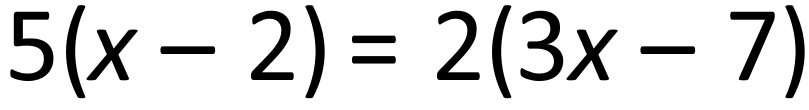 5(x − 2) = 2(3x − 7)